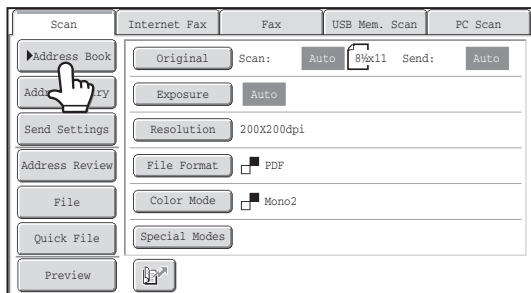 Scan Internet Fax Fax USB Mem. Scan PC Scan
Address Book Original Scan: Auto 8½x11 Send: Auto
Exposure Auto
Send Settings Resolution 200X200dpi
Address Review File Format PDF
File Color Mode Mono2
Quick File Special Modes
Preview